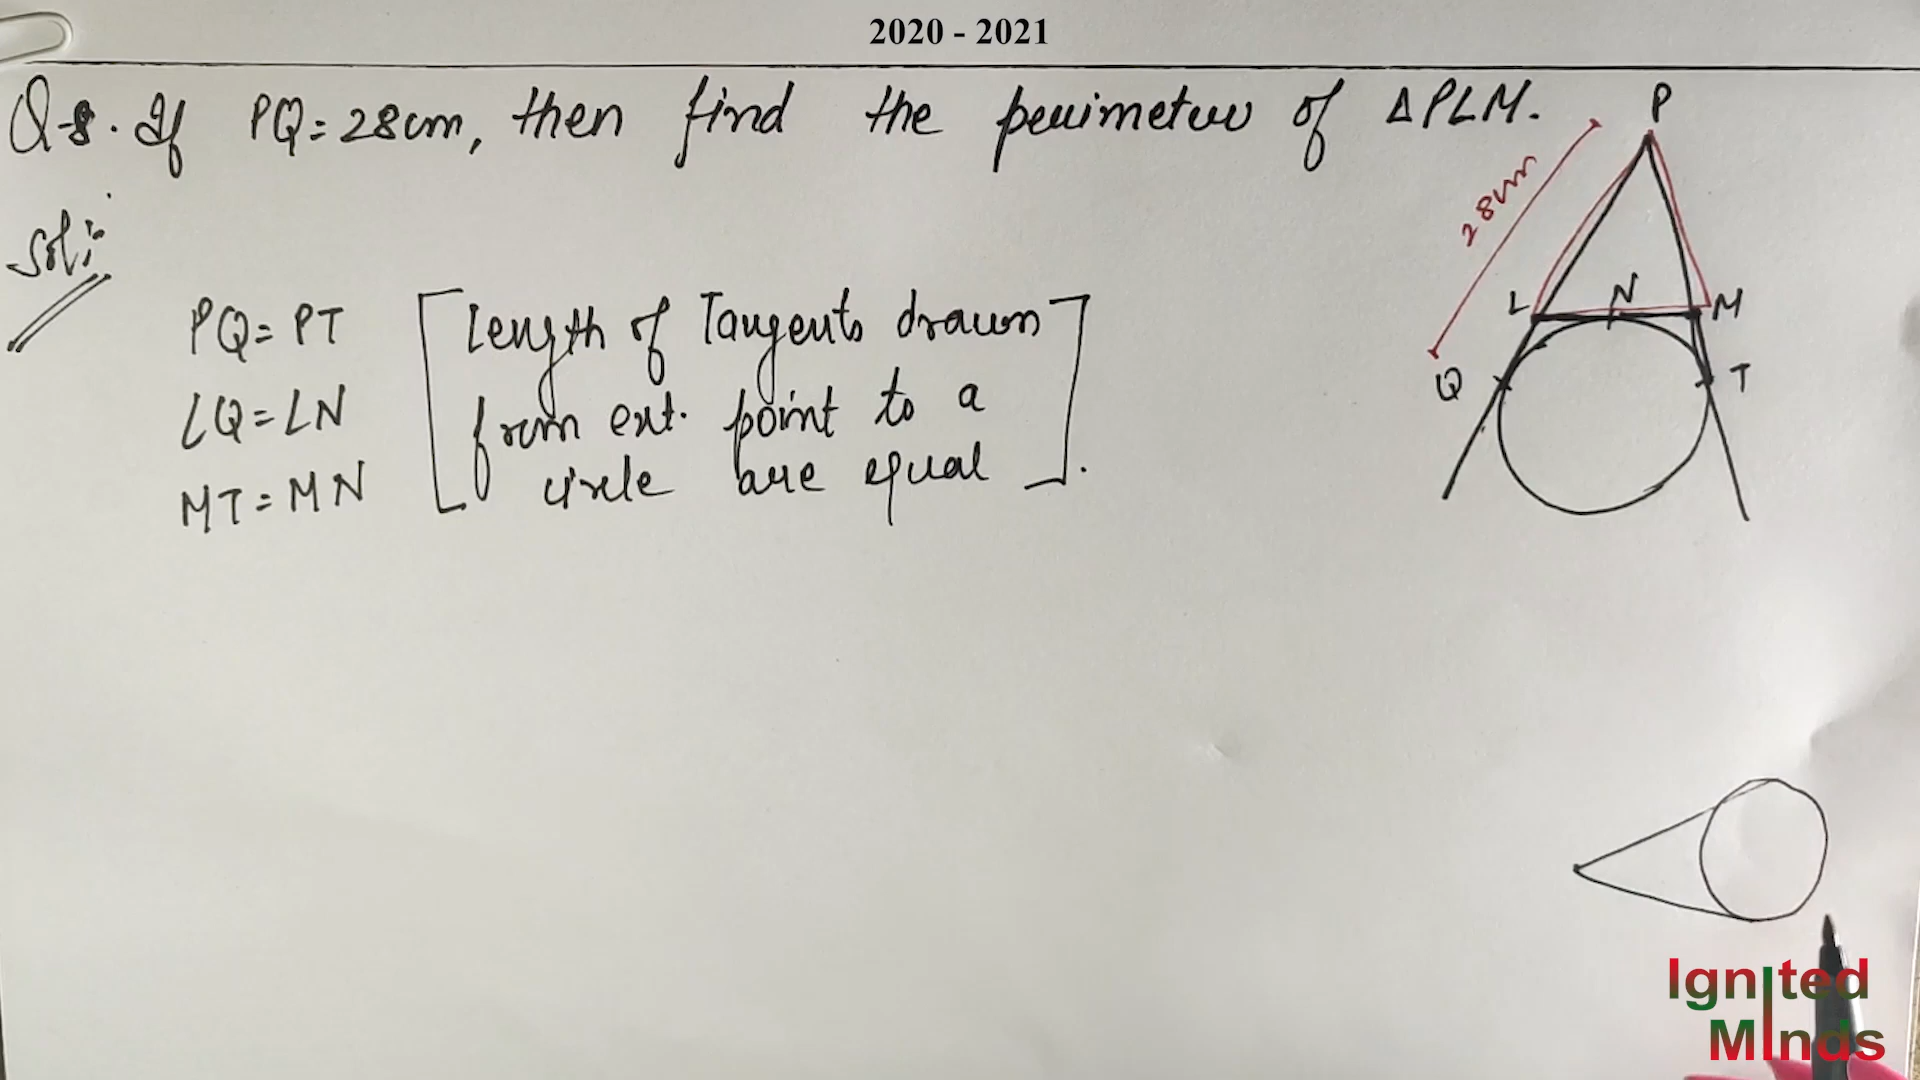 2020 - 2021
Q-8. If PQ=28cm, then find the perimeter of ΔPLM.
Sol:
PQ = PT [Length of Tangents drawn
LQ = LN from ext. point to a
MT = MN circle are equal].
P
28cm
L N M
Q T
Ignited
Minds